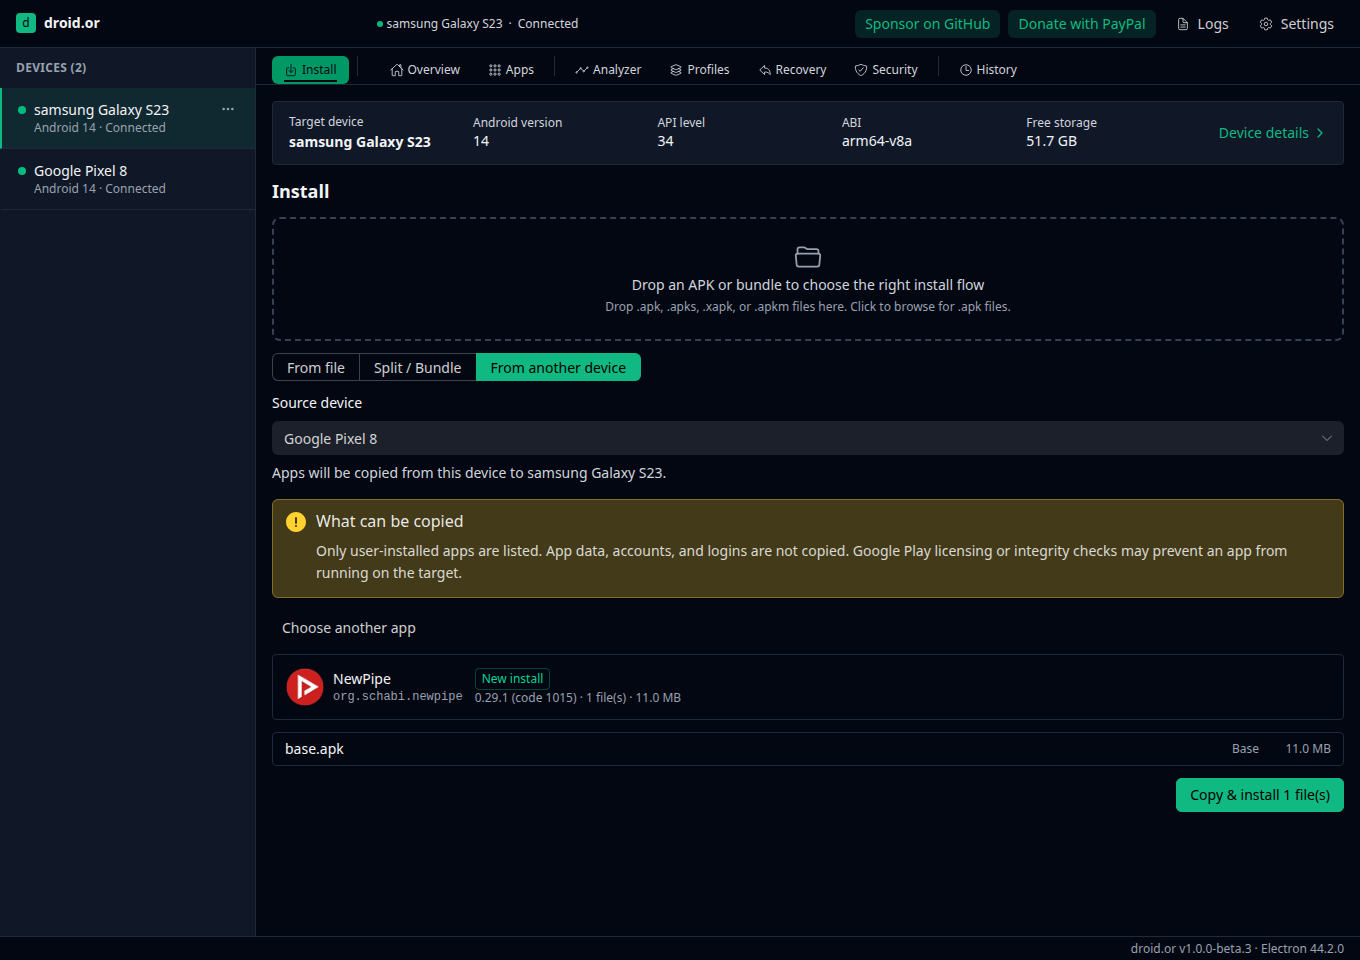 d droid.or
samsung Galaxy S23 · Connected
Sponsor on GitHub
Donate with PayPal
Logs
Settings
DEVICES (2)
samsung Galaxy S23
Android 14 · Connected
Google Pixel 8
Android 14 · Connected
Install
Overview
Apps
Analyzer
Profiles
Recovery
Security
History
Target device
samsung Galaxy S23
Android version
14
API level
34
ABI
arm64-v8a
Free storage
51.7 GB
Device details
Install
Drop an APK or bundle to choose the right install flow
Drop .apk, .apks, .xapk, or .apkm files here. Click to browse for .apk files.
From file
Split / Bundle
From another device
Source device
Google Pixel 8
Apps will be copied from this device to samsung Galaxy S23.
What can be copied
Only user-installed apps are listed. App data, accounts, and logins are not copied. Google Play licensing or integrity checks may prevent an app from
running on the target.
Choose another app
NewPipe
org.schabi.newpipe
New install
0.29.1 (code 1015) · 1 file(s) · 11.0 MB
base.apk
Base
11.0 MB
Copy & install 1 file(s)
droid.or v1.0.0-beta.3 · Electron 44.2.0